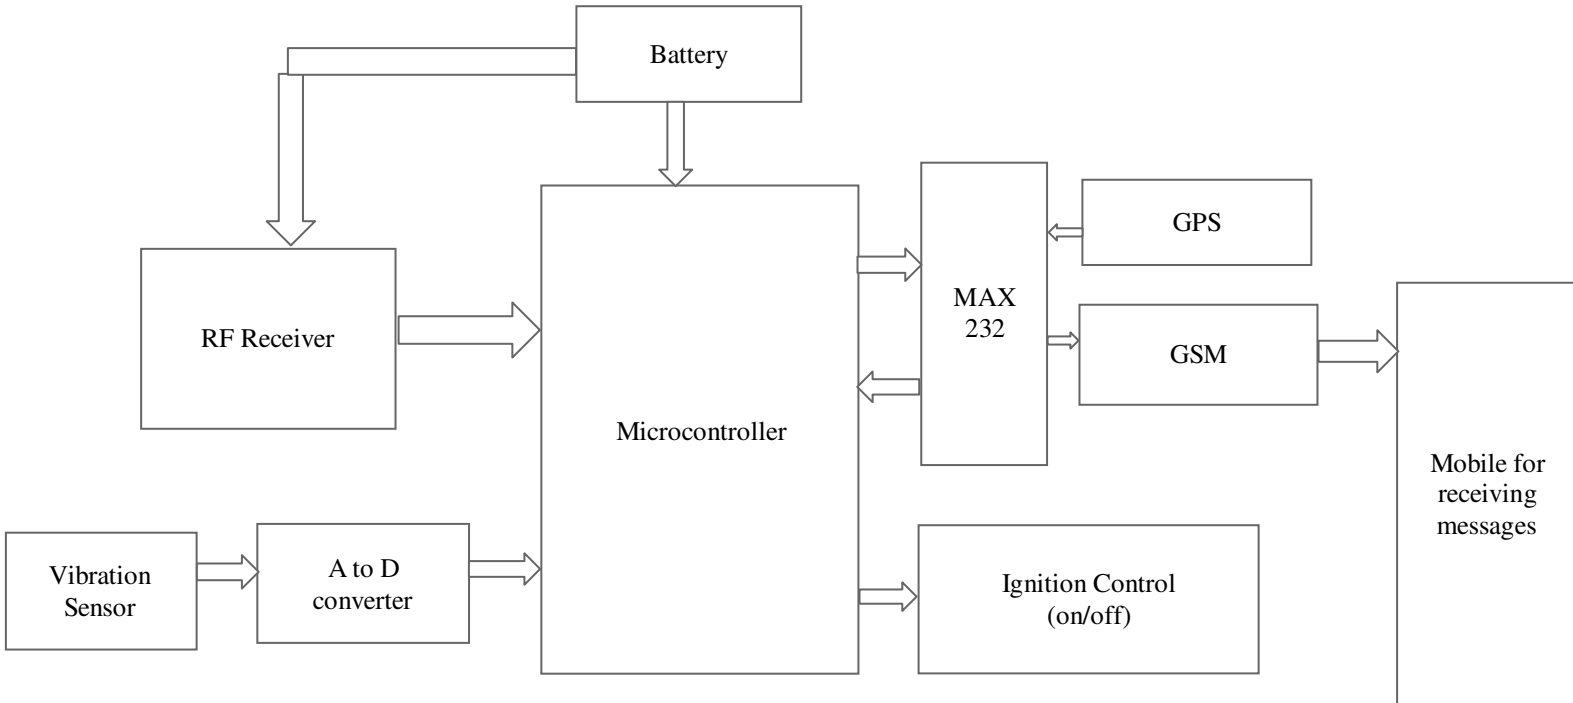 Battery
GPS
MAX
232
RF Receiver
GSM
Microcontroller
Mobile for
receiving
messages
Vibration
Sensor
A to D
converter
Ignition Control
(on/off)